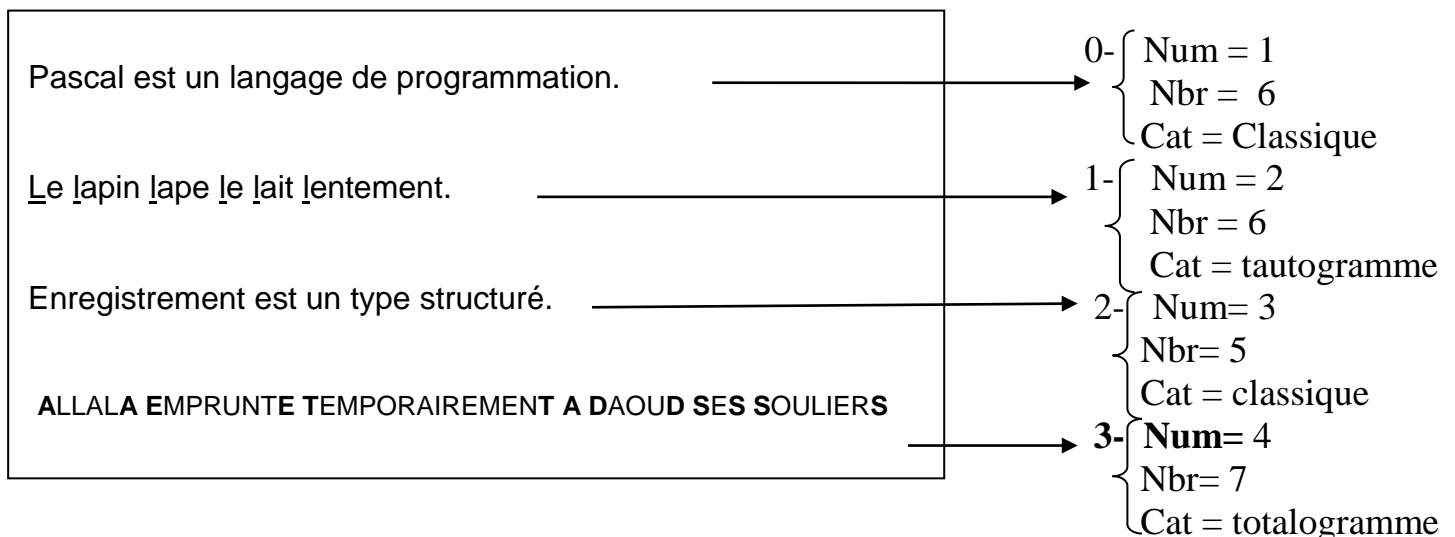 Pascal est un langage de programmation.
0- Num = 1
Nbr = 6
Cat = Classique
Le lapin lape le lait lentement.
1- Num = 2
Nbr = 6
Cat = tautogramme
Enregistrement est un type structuré.
2- Num= 3
Nbr= 5
Cat = classique
ALLALA EMPRUNTE TEMPORAIREMENT A DAOUD SES SOULIERS
3- Num= 4
Nbr= 7
Cat = totalogramme